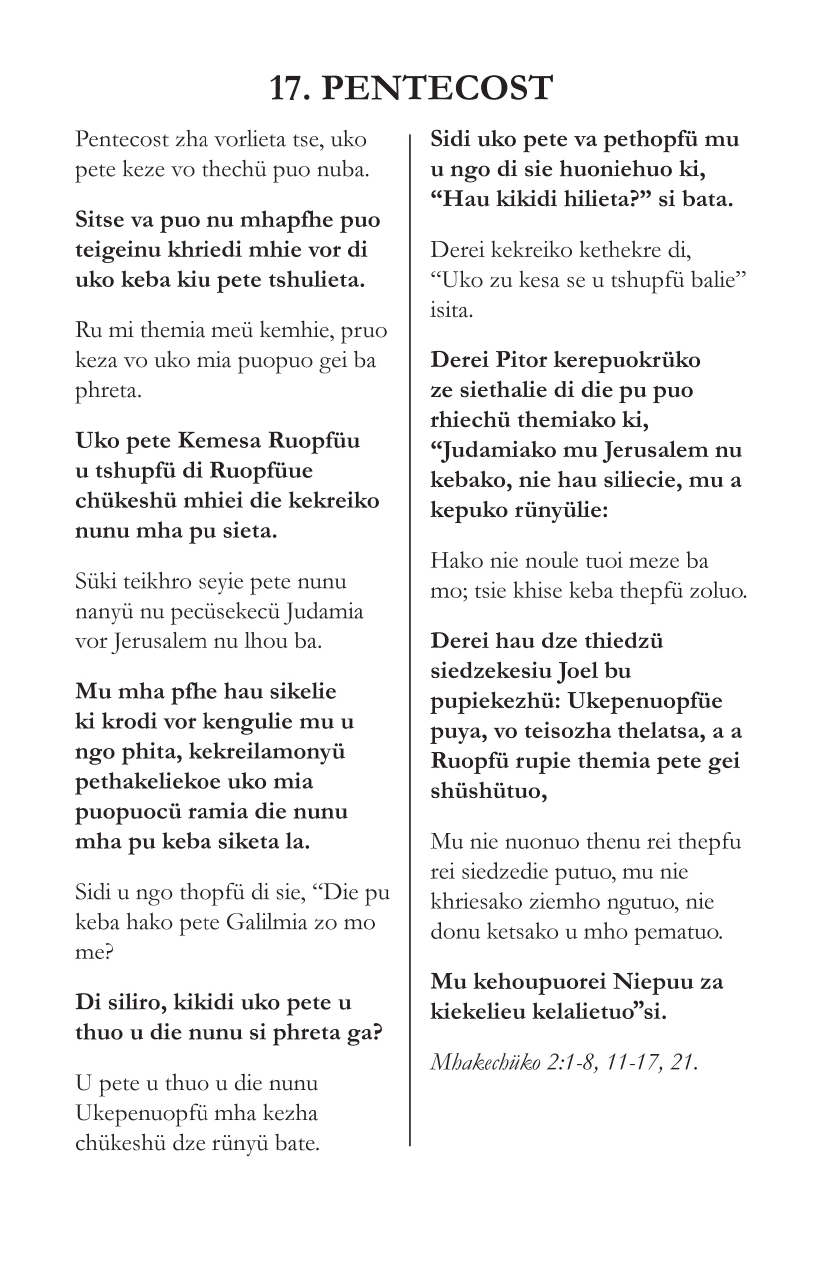 17. PENTECOST
Pentecost zha vorlieta tse, uko
pete keze vo thechü puo nuba.
Sitse va puo nu mhapfhe puo
teigeinu khriedi mhie vor di
uko keba kiu pete tshulieta.
Ru mi themia meü kemhie, pruo
keza vo uko mia puopuo gei ba
phreta.
Uko pete Kemesa Ruopfüu
u tshupfü di Ruopfüue
chükeshü mhiei die kekreiko
nunu mha pu sieta.
Süki teikhro seyie pete nunu
nanyü nu pecüsekecü Judamia
vor Jerusalem nu lhou ba.
Mu mha pfhe hau sikelie
ki krodi vor kengulie mu u
ngo phita, kekreilamonyü
pethakeliekoe uko mia
puopuocü ramia die nunu
mha pu keba siketa la.
Sidi u ngo thopfü di sie, “Die pu
keba hako pete Galilmia zo mo
me?
Di siliro, kikidi uko pete u
thuo u die nunu si phreta ga?
U pete u thuo u die nunu
Ukepenuopfü mha kezha
chükeshü dze rünyü bate.
Sidi uko pete va pethopfü mu
u ngo di sie huoniehuo ki,
“Hau kikidi hilieta?” si bata.
Derei kekreiko kethekre di,
“Uko zu kesa se u tshupfü balie”
isita.
Derei Pitor kerepuokrüko
ze siethalie di die pu puo
rhiechü themiako ki,
“Judamiako mu Jerusalem nu
kebako, nie hau siliecie, mu a
kepuko rünyülie:
Hako nie noule tuoi meze ba
mo; tsie khise keba thepfü zoluo.
Derei hau dze thiedzü
siedzekesiu Joel bu
pupiekezhü: Ukepenuopfüe
puya, vo teisozha thelatsa, a a
Ruopfü rupie themia pete gei
shüshütuo,
Mu nie nuonuo thenu rei thepfu
rei siedzedie putuo, mu nie
khriesako ziemho ngutuo, nie
donu ketsako u mho pematuo.
Mu kehoupuorei Niepuu za
kiekelieu kelalietuo”si.
Mhakechüko 2:1-8, 11-17, 21.